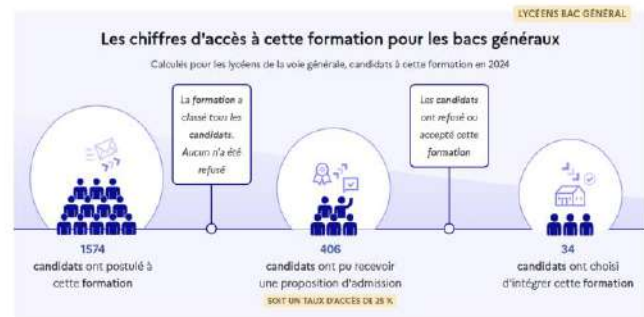 LYCÉENS BAC GÉNÉRAL
Les chiffres d'accès à cette formation pour les bacs généraux
Calculés pour les lycéens de la voie générale, candidats à cette formation en 2024
La formation a
classé tous les
candidats.
Aucun n'a été
refusé
Les candidats
ont refusé ou
accepté cette
formation
1574
candidats ont postulé à
cette formation
406
candidats ont pu recevoir
une proposition d'admission
SOIT UN TAUX D'ACCÈS DE 25 %
34
candidats ont choisi
d'intégrer cette formation